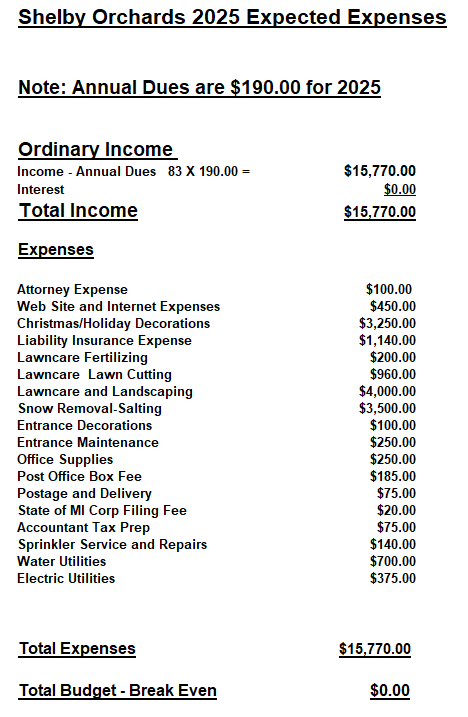 Shelby Orchards 2025 Expected Expenses
Note: Annual Dues are $190.00 for 2025
Ordinary Income
Income - Annual Dues 83 X 190.00 = $15,770.00
Interest $0.00
Total Income $15,770.00
Expenses
Attorney Expense $100.00
Web Site and Internet Expenses $450.00
Christmas/Holiday Decorations $3,250.00
Liability Insurance Expense $1,140.00
Lawncare Fertilizing $200.00
Lawncare Lawn Cutting $960.00
Lawncare and Landscaping $4,000.00
Snow Removal-Salting $3,500.00
Entrance Decorations $100.00
Entrance Maintenance $250.00
Office Supplies $250.00
Post Office Box Fee $185.00
Postage and Delivery $75.00
State of MI Corp Filing Fee $20.00
Accountant Tax Prep $75.00
Sprinkler Service and Repairs $140.00
Water Utilities $700.00
Electric Utilities $375.00
Total Expenses $15,770.00
Total Budget - Break Even $0.00